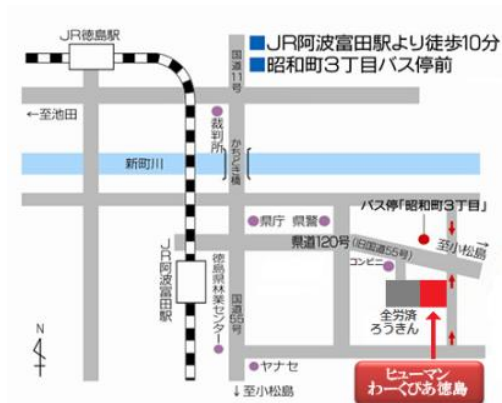 JR徳島駅
国道11号
■JR阿波富田駅より徒歩10分
■昭和町3丁目バス停前
←至池田
裁判所
かちどき橋
新町川
バス停「昭和町3丁目」
県庁 県警
県道120号(旧国道55号)
至小松島→
コンビニ
JR阿波富田駅
徳島県林業センター
国道55号
全労済
ろうきん
N
ヤナセ
↓至小松島
ヒューマン
わーくぴあ徳島